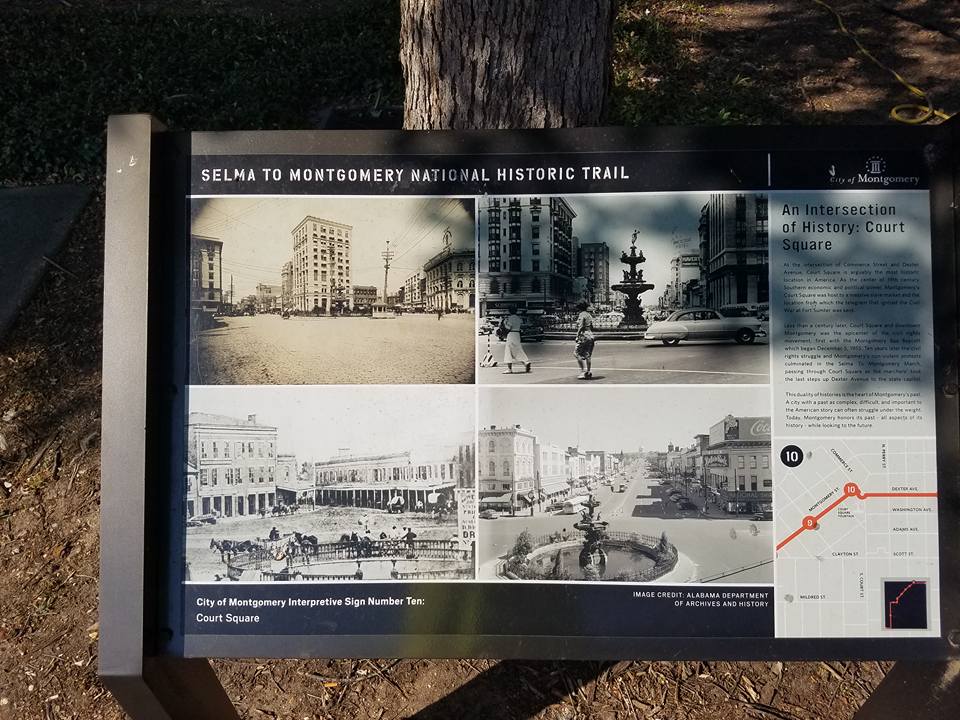 SELMA TO MONTGOMERY NATIONAL HISTORIC TRAIL
City of Montgomery
An Intersection
of History: Court
Square
At the intersection of Commerce Street and Dexter
Avenue, Court Square is arguably the most historic
location in America. As the center of 19th century
Southern economic and political power, Montgomery's
Court Square was host to a massive slave market and the
location from which the telegram that ignited the Civil
War at Fort Sumter was sent.
Less than a century later, Court Square and downtown
Montgomery was the epicenter of the civil rights
movement, first with the Montgomery Bus Boycott
which began December 5, 1955. Ten years later the civil
rights struggle and Montgomery's non-violent protests
culminated in the Selma To Montgomery March,
passing through Court Square as the marchers took
the last steps up Dexter Avenue to the state capitol.
This duality of histories is the heart of Montgomery's past.
A city with a past as complex, difficult, and important to
the American story can often struggle under the weight.
Today, Montgomery honors its past - all aspects of its
history - while looking to the future.
10
COMMERCE ST.
N. PERRY ST.
MONTGOMERY ST.
10
DEXTER AVE.
COURT
SQUARE
FOUNTAIN
WASHINGTON AVE.
9
ADAMS AVE.
CLAYTON ST.
SCOTT ST.
S. COURT ST.
MILDRED ST.
City of Montgomery Interpretive Sign Number Ten:
Court Square
IMAGE CREDIT: ALABAMA DEPARTMENT
OF ARCHIVES AND HISTORY